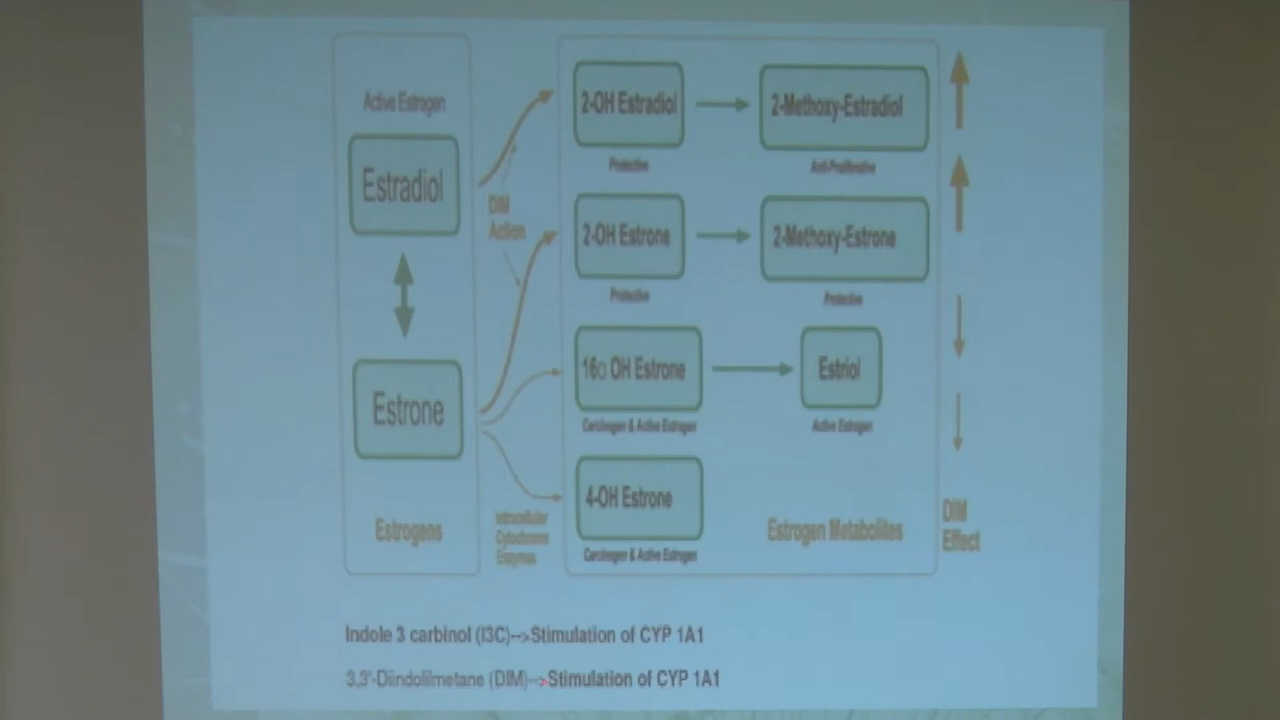 Active Estrogen
Estradiol
Estrone
Estrogens
DIM
Action
Intracellular
Cytochrome
Enzymes
2-OH Estradiol
Protective
2-Methoxy-Estradiol
Anti-Proliferative
2-OH Estrone
Protective
2-Methoxy-Estrone
Protective
16α OH Estrone
Carcinogen & Active Estrogen
Estriol
Active Estrogen
4-OH Estrone
Carcinogen & Active Estrogen
Estrogen Metabolites
DIM
Effect
Indole 3 carbinol (I3C)-->Stimulation of CYP 1A1
3,3'-Diindolilmetane (DIM)-->Stimulation of CYP 1A1